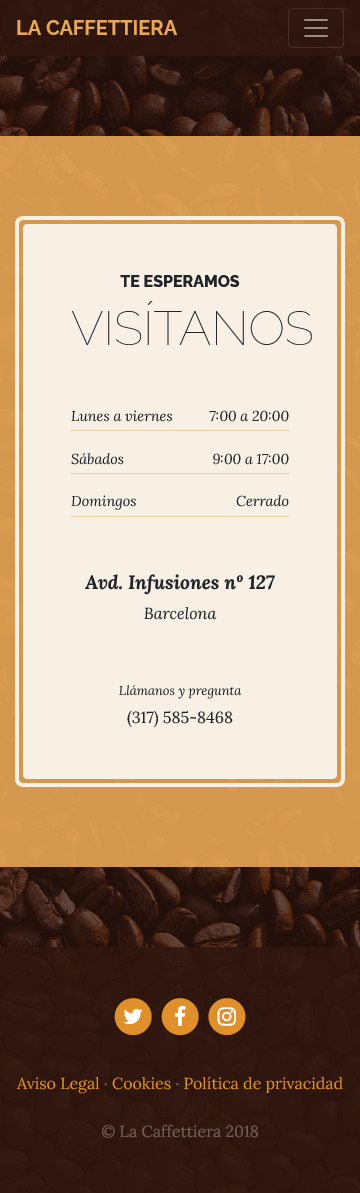 LA CAFFETTIERA
TE ESPERAMOS
VISÍTANOS
Lunes a viernes 7:00 a 20:00
Sábados 9:00 a 17:00
Domingos Cerrado
Avd. Infusiones nº 127
Barcelona
Llámanos y pregunta
(317) 585-8468
Aviso Legal · Cookies · Política de privacidad
© La Caffettiera 2018